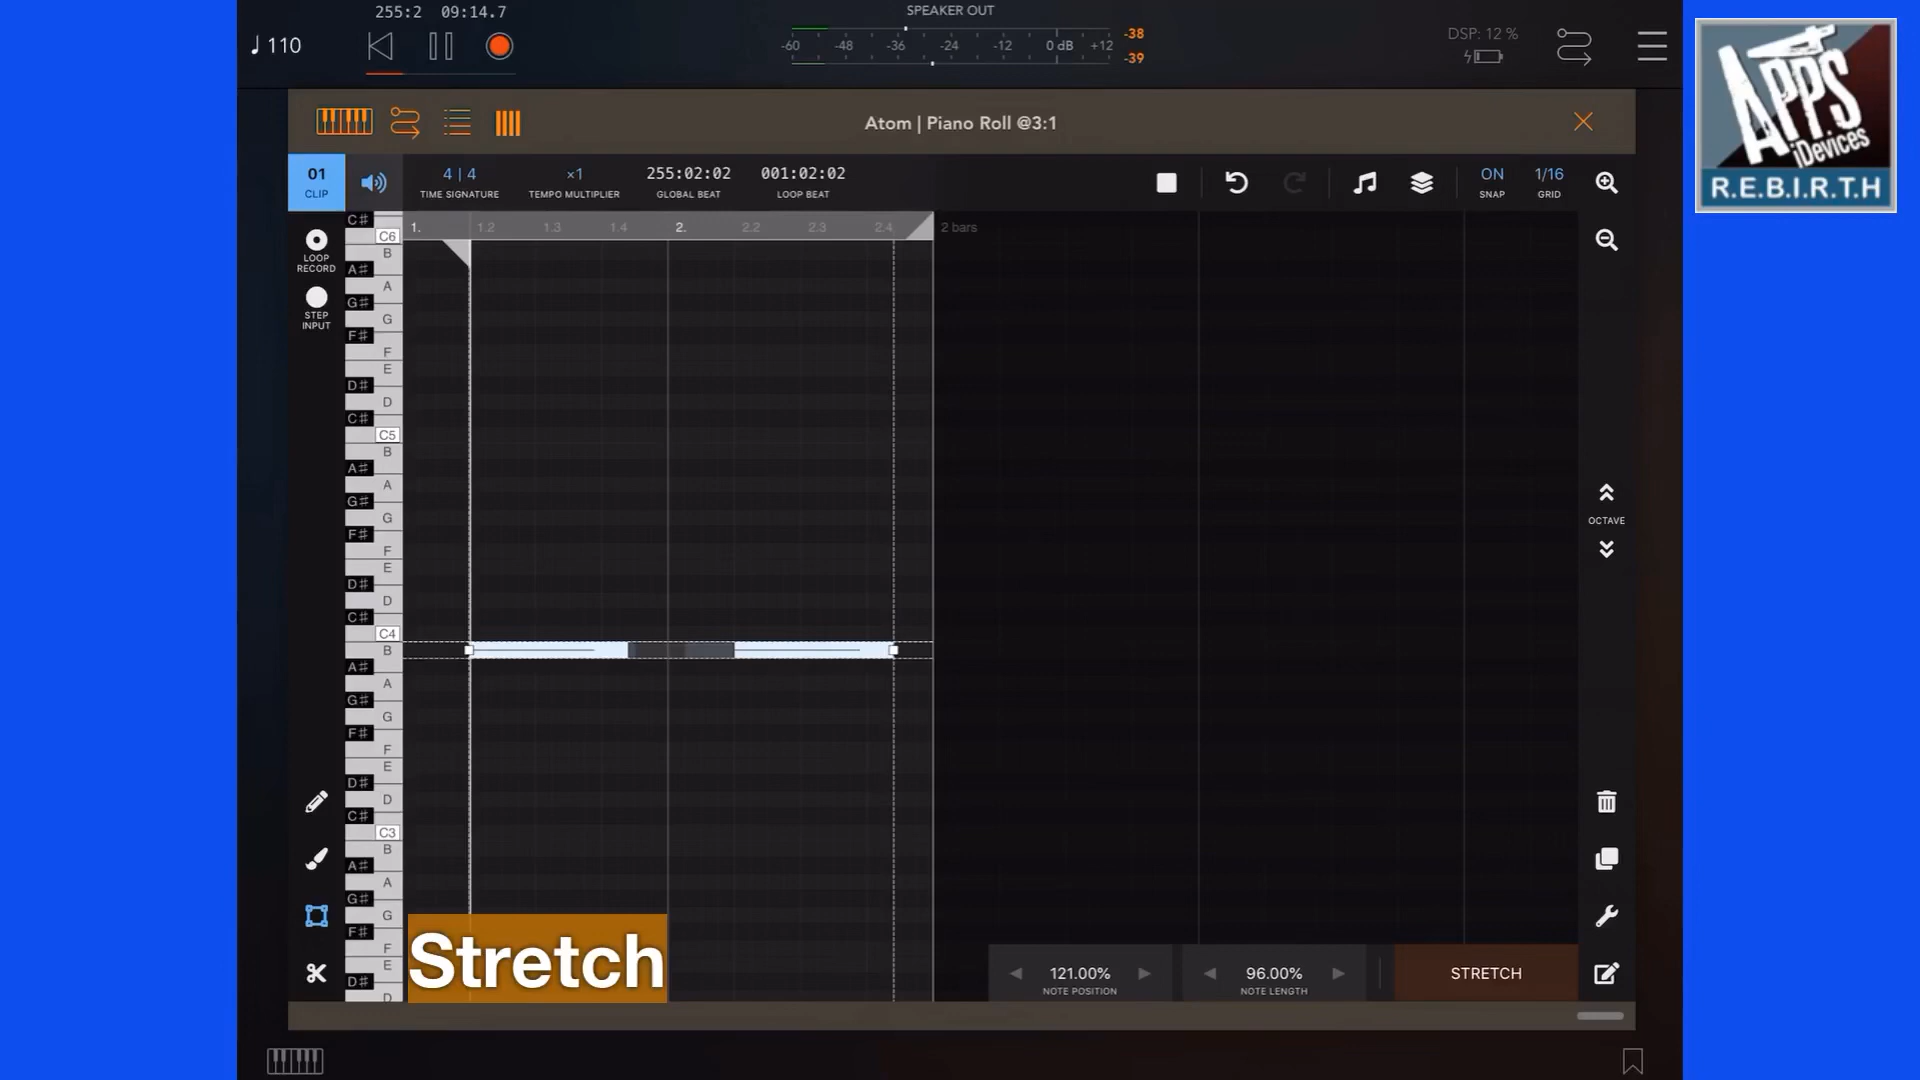 255:2 09:14.7
SPEAKER OUT
110
-60 -48 -36 -24 -12 0 dB +12
-38
-39
DSP: 12 %
APPS
iDevices
R.E.B.I.R.T.H
Atom | Piano Roll @3:1
01
CLIP
4 | 4
TIME SIGNATURE
×1
TEMPO MULTIPLIER
255:02:02
GLOBAL BEAT
001:02:02
LOOP BEAT
ON
SNAP
1/16
GRID
1. 1.2 1.3 1.4 2. 2.2 2.3 2.4 2 bars
LOOP
RECORD
STEP
INPUT
C#
C6
B
A#
A
G#
G
F#
F
E
D#
D
C#
C5
B
A#
A
G#
G
F#
F
E
D#
D
C#
C4
B
A#
A
G#
G
F#
F
E
D#
D
C#
C3
B
A#
A
G#
G
F#
F
E
D#
D
OCTAVE
Stretch
121.00%
NOTE POSITION
96.00%
NOTE LENGTH
STRETCH